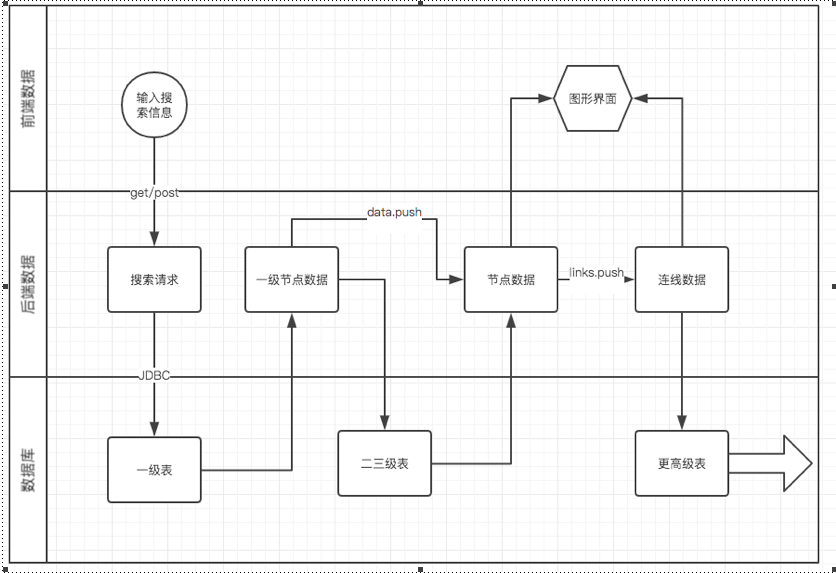 前端数据
输入搜
索信息
图形界面
get/post
后端数据
data.push
搜索请求
一级节点数据
节点数据
links.push
连线数据
JDBC
数据库
一级表
二三级表
更高级表